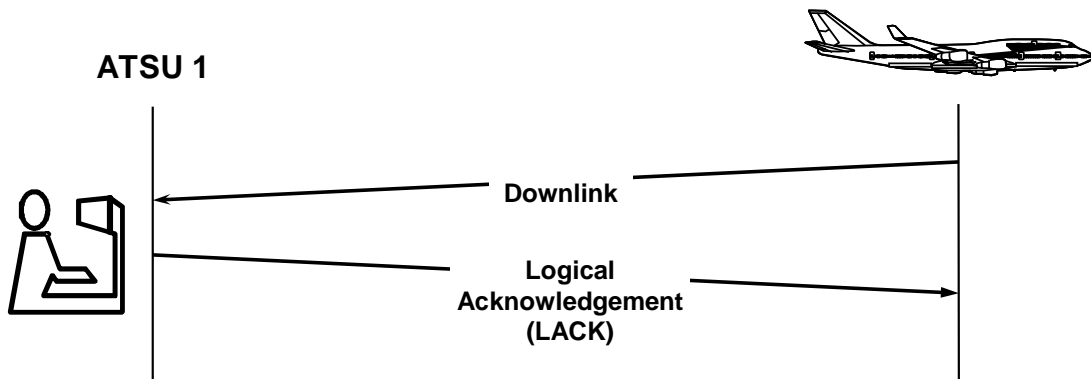 ATSU 1
Downlink
Logical
Acknowledgement
(LACK)